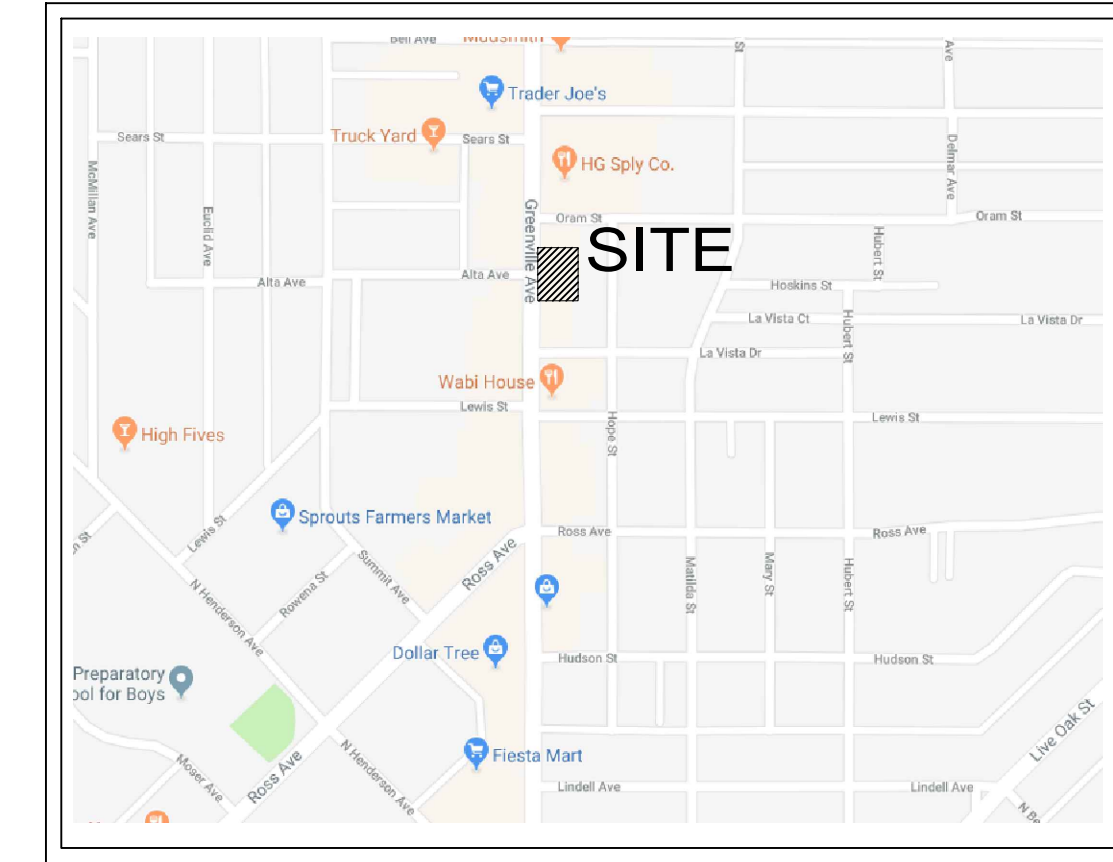 Bell Ave
Mudsmith
St
Ave
Trader Joe's
Sears St
Truck Yard
Sears St
HG Sply Co.
Delmar Ave
McMillan Ave
Euclid Ave
Greenville Ave
Oram St
Oram St
SITE
Hubert St
Alta Ave
Alta Ave
Hoskins St
La Vista Ct
Hubert St
La Vista Dr
La Vista Dr
Wabi House
Lewis St
Hope St
Lewis St
High Fives
Sprouts Farmers Market
Lewis St
St
Ross Ave
Ross Ave
Ross Ave
Summit Ave
Rowena St
N Henderson Ave
Matilda St
Mary St
Hubert St
Dollar Tree
Hudson St
Hudson St
Preparatory
ool for Boys
Live Oak St
Fiesta Mart
Moser Ave
Ross Ave
N Henderson Ave
Lindell Ave
Lindell Ave
N Be